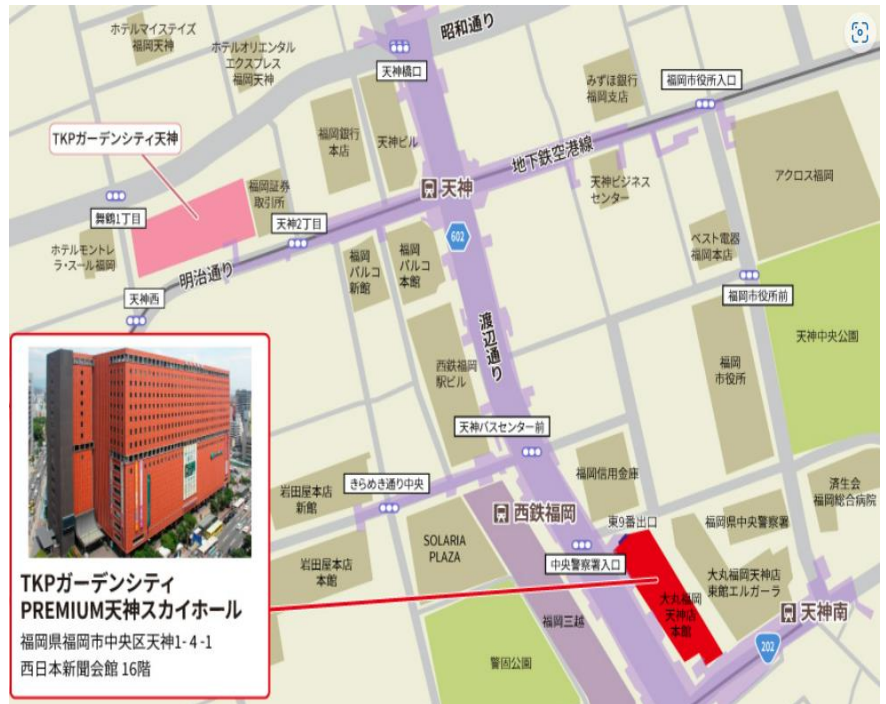 昭和通り
ホテルマイステイズ
福岡天神
ホテルオリエンタル
エクスプレス
福岡天神
天神橋口
みずほ銀行
福岡支店
福岡市役所入口
TKPガーデンシティ天神
福岡銀行
本店
天神ビル
地下鉄空港線
福岡証券
取引所
天神
天神ビジネス
センター
アクロス福岡
舞鶴1丁目
天神2丁目
602
ホテルモントレ
ラ・スール福岡
明治通り
福岡
パルコ
新館
福岡
パルコ
本館
ベスト電器
福岡本店
天神西
福岡市役所前
渡辺通り
天神中央公園
西鉄福岡
駅ビル
福岡
市役所
天神バスセンター前
福岡信用金庫
岩田屋本店
新館
きらめき通り中央
済生会
福岡総合病院
西鉄福岡
東9番出口
福岡県中央警察署
SOLARIA
PLAZA
岩田屋本店
本館
中央警察署入口
大丸福岡天神店
東館エルガーラ
大丸福岡
天神店
本館
天神南
福岡三越
202
警固公園
TKPガーデンシティ
PREMIUM天神スカイホール
福岡県福岡市中央区天神1-4-1
西日本新聞会館 16階